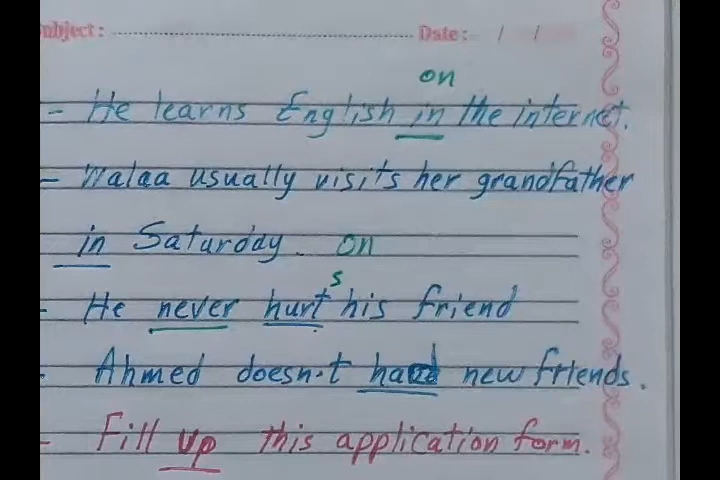 Subject: ........................ Date: / /
on
- He learns English in the internet.
- Walaa usually visits her grandfather
in Saturday. on
s
- He never hurt his friend
- Ahmed doesn't new friends.
- Fill up this application form.